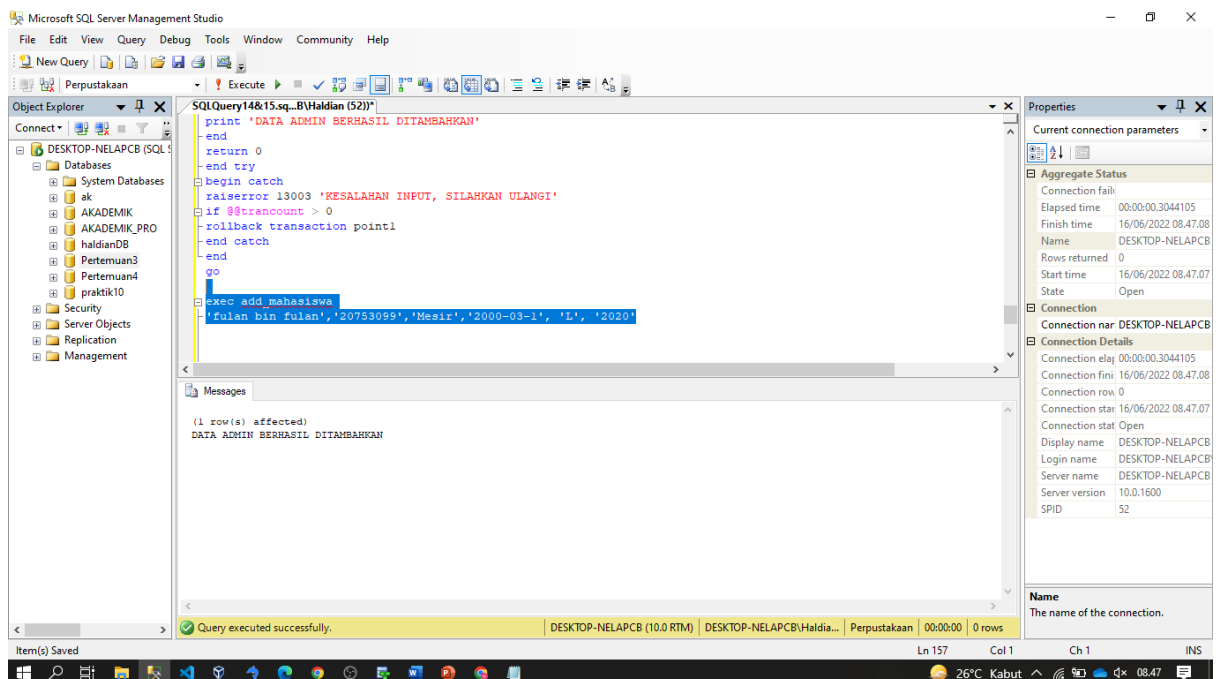 Microsoft SQL Server Management Studio
File Edit View Query Debug Tools Window Community Help
New Query
Perpustakaan
Execute
Object Explorer
Connect
DESKTOP-NELAPCB (SQL S
Databases
System Databases
ak
AKADEMIK
AKADEMIK_PRO
haldianDB
Pertemuan3
Pertemuan4
praktik10
Security
Server Objects
Replication
Management
SQLQuery14&15.sq...B\Haldian (52))*
print 'DATA ADMIN BERHASIL DITAMBAHKAN'
end
return 0
end try
begin catch
raiserror 13003 'KESALAHAN INPUT, SILAHKAN ULANGI'
if @@trancount > 0
rollback transaction point1
end catch
end
go
exec add_mahasiswa
'fulan bin fulan','20753099','Mesir','2000-03-1', 'L', '2020'
Messages
(1 row(s) affected)
DATA ADMIN BERHASIL DITAMBAHKAN
Query executed successfully.
DESKTOP-NELAPCB (10.0 RTM)
DESKTOP-NELAPCB\Haldia...
Perpustakaan
00:00:00
0 rows
Properties
Current connection parameters
Aggregate Status
Connection failu
Elapsed time 00:00:00.3044105
Finish time 16/06/2022 08.47.08
Name DESKTOP-NELAPCB
Rows returned 0
Start time 16/06/2022 08.47.07
State Open
Connection
Connection nar DESKTOP-NELAPCB
Connection Details
Connection elap 00:00:00.3044105
Connection fini 16/06/2022 08.47.08
Connection row 0
Connection star 16/06/2022 08.47.07
Connection stat Open
Display name DESKTOP-NELAPCB
Login name DESKTOP-NELAPCB\
Server name DESKTOP-NELAPCB
Server version 10.0.1600
SPID 52
Name
The name of the connection.
Item(s) Saved
Ln 157 Col 1 Ch 1 INS
26°C Kabut 08.47